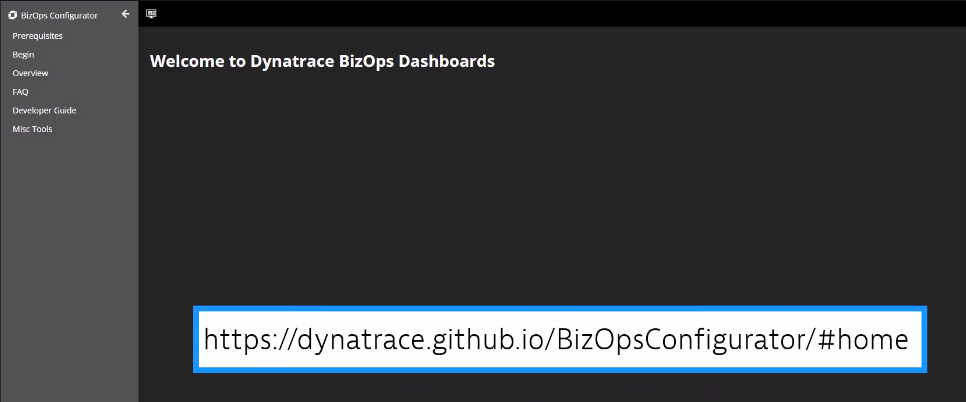 BizOps Configurator
Prerequisites
Begin
Overview
FAQ
Developer Guide
Misc Tools
Welcome to Dynatrace BizOps Dashboards
https://dynatrace.github.io/BizOpsConfigurator/#home